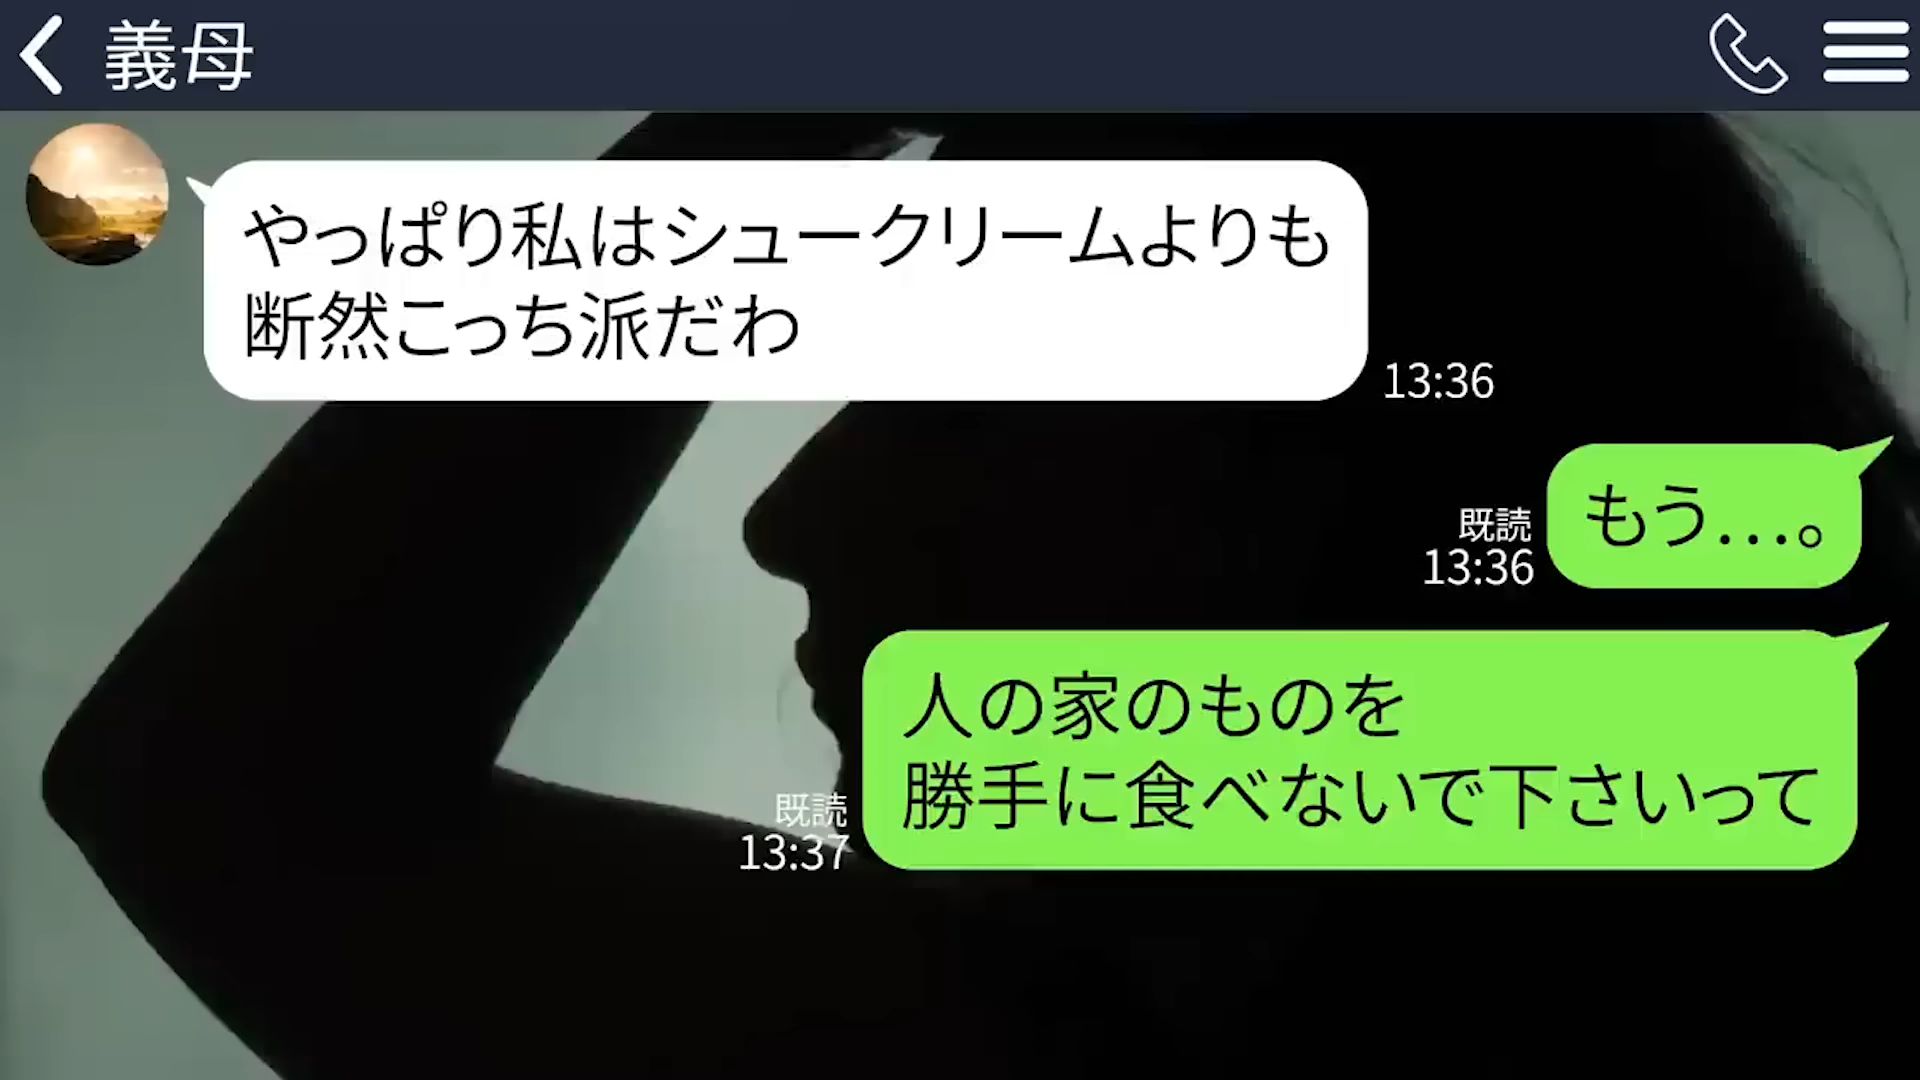 義母
やっぱり私はシュークリームよりも
断然こっち派だわ
13:36
もう…。
既読
13:36
人の家のものを
勝手に食べないで下さいって
既読
13:37